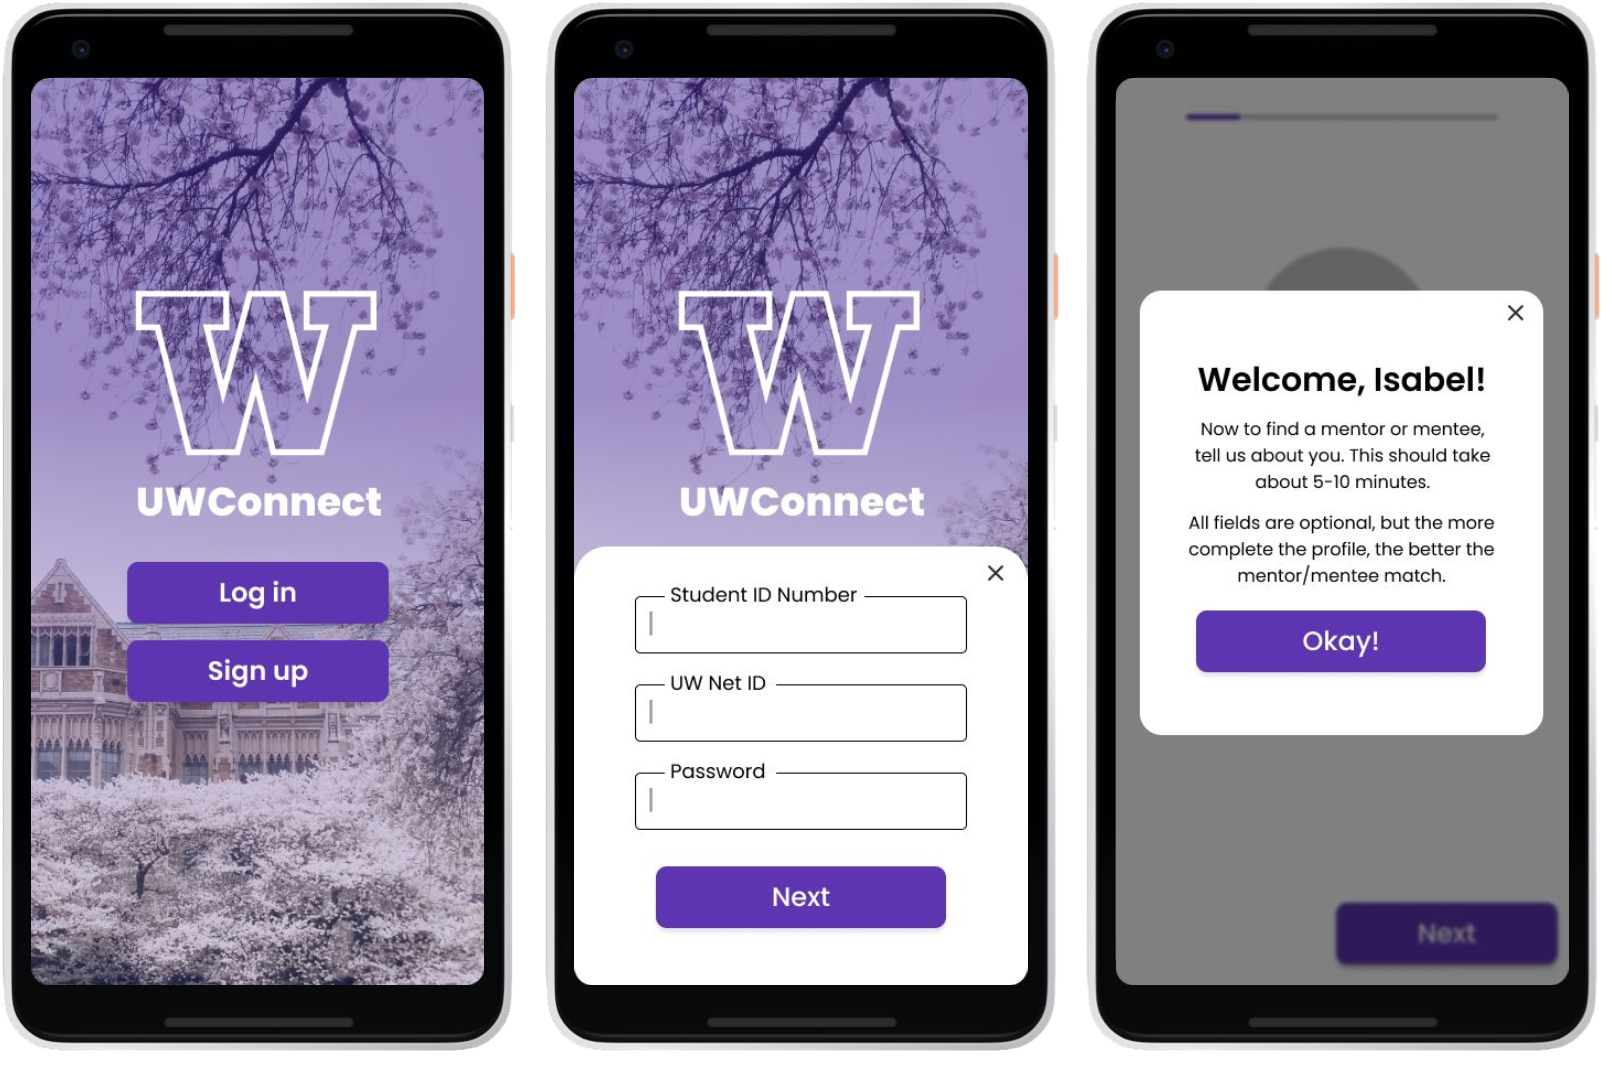 W
UWConnect
Log in
Sign up
W
UWConnect
Student ID Number
UW Net ID
Password
Next
Welcome, Isabel!
Now to find a mentor or mentee,
tell us about you. This should take
about 5-10 minutes.
All fields are optional, but the more
complete the profile, the better the
mentor/mentee match.
Okay!
Next